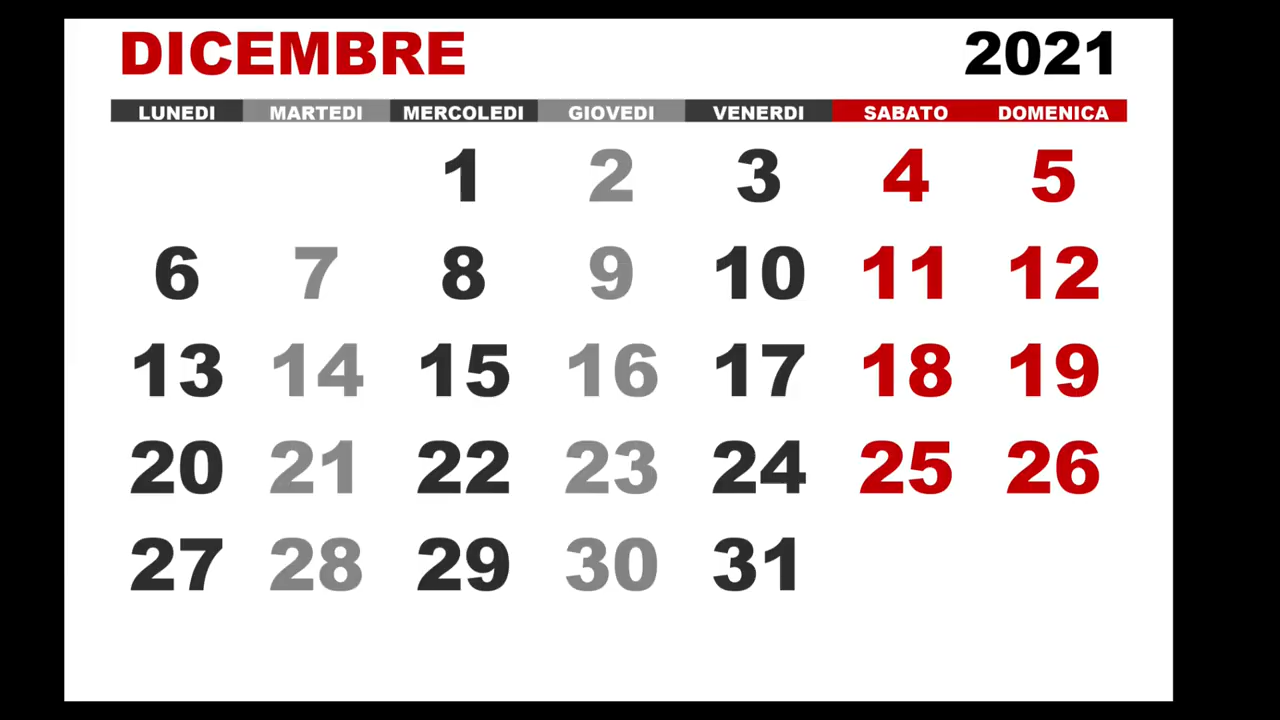 DICEMBRE 2021
LUNEDI MARTEDI MERCOLEDI GIOVEDI VENERDI SABATO DOMENICA
1 2 3 4 5
6 7 8 9 10 11 12
13 14 15 16 17 18 19
20 21 22 23 24 25 26
27 28 29 30 31